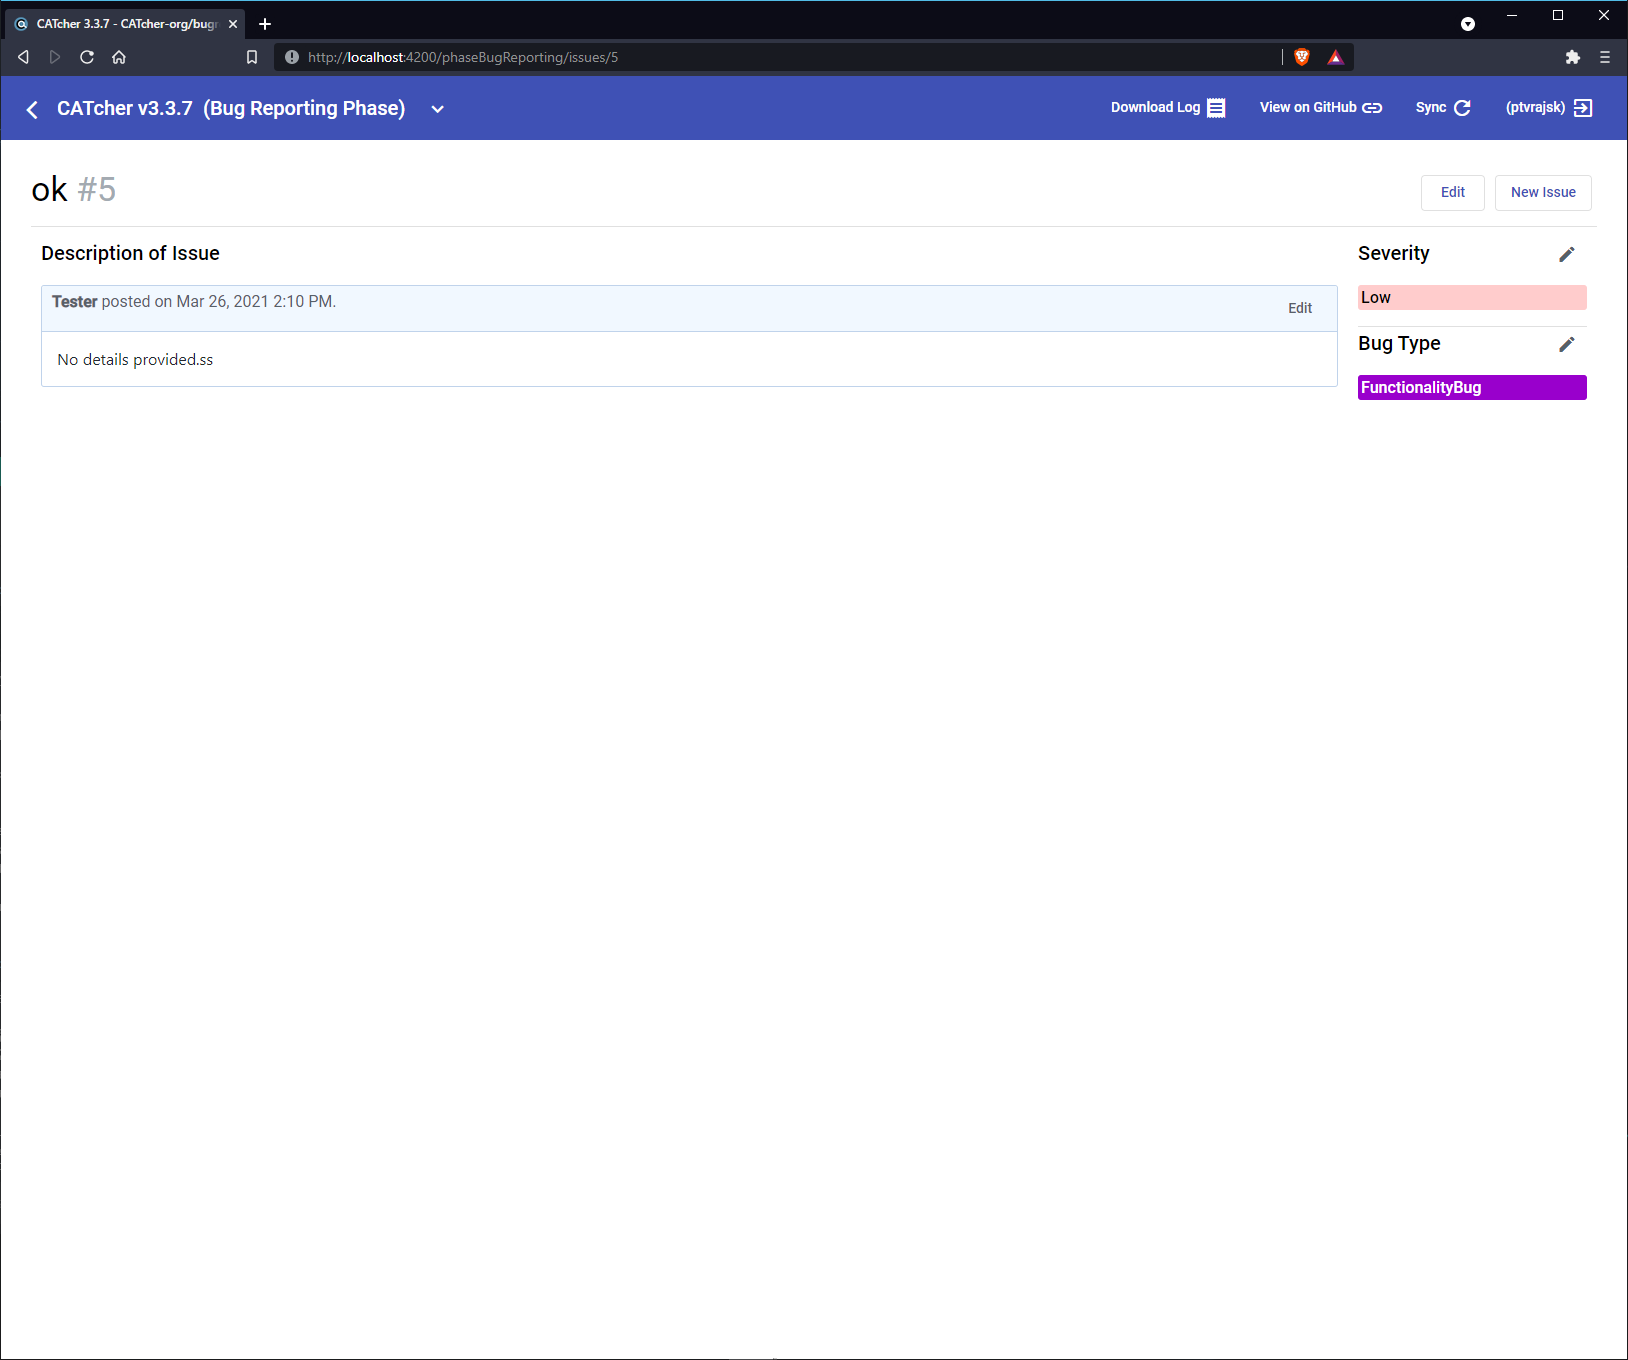 CATcher 3.3.7 - CATcher-org/bugr
http://localhost:4200/phaseBugReporting/issues/5
CATcher v3.3.7 (Bug Reporting Phase)
Download Log
View on GitHub
Sync
(ptvrajsk)
ok #5
Edit
New Issue
Description of Issue
Tester posted on Mar 26, 2021 2:10 PM.
Edit
No details provided.ss
Severity
Low
Bug Type
FunctionalityBug